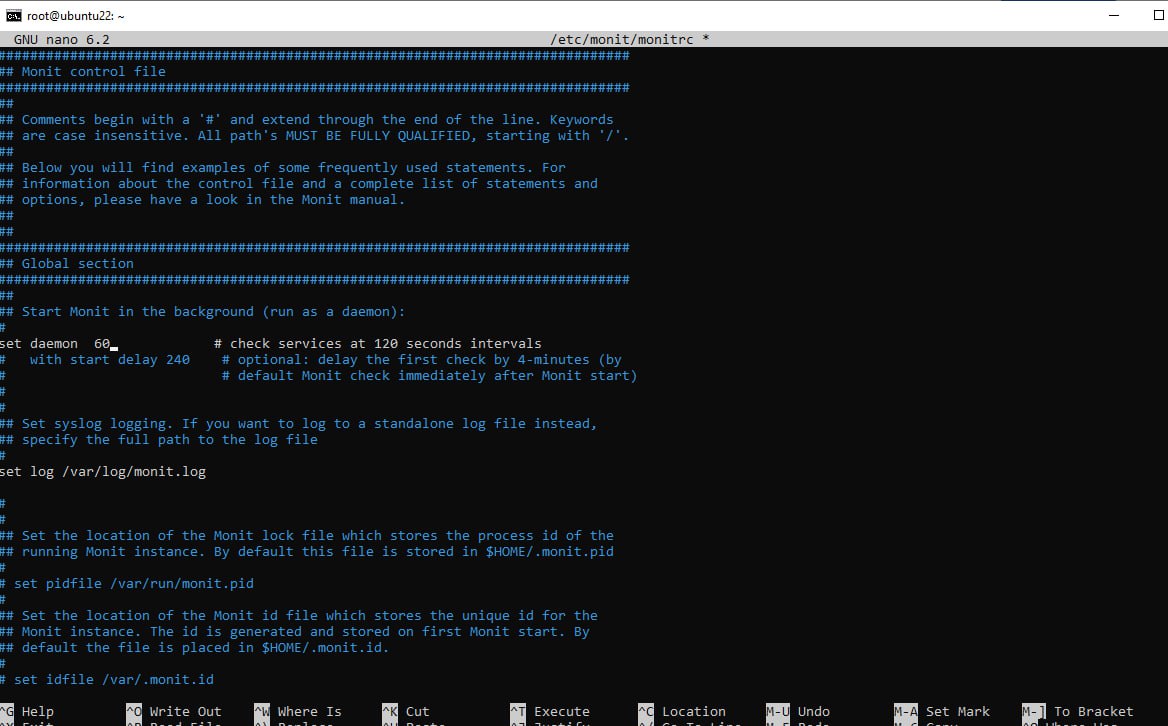 root@ubuntu22: ~
GNU nano 6.2 /etc/monit/monitrc *
###############################################################################
## Monit control file
###############################################################################
##
## Comments begin with a '#' and extend through the end of the line. Keywords
## are case insensitive. All path's MUST BE FULLY QUALIFIED, starting with '/'.
##
## Below you will find examples of some frequently used statements. For
## information about the control file and a complete list of statements and
## options, please have a look in the Monit manual.
##
##
###############################################################################
## Global section
###############################################################################
##
## Start Monit in the background (run as a daemon):
#
set daemon  60            # check services at 120 seconds intervals
#   with start delay 240    # optional: delay the first check by 4-minutes (by
#                           # default Monit check immediately after Monit start)
#
#
## Set syslog logging. If you want to log to a standalone log file instead,
## specify the full path to the log file
#
set log /var/log/monit.log
#
#
## Set the location of the Monit lock file which stores the process id of the
## running Monit instance. By default this file is stored in $HOME/.monit.pid
#
# set pidfile /var/run/monit.pid
#
## Set the location of the Monit id file which stores the unique id for the
## Monit instance. The id is generated and stored on first Monit start. By
## default the file is placed in $HOME/.monit.id.
#
# set idfile /var/.monit.id
^G Help ^O Write Out ^W Where Is ^K Cut ^T Execute ^C Location M-U Undo M-A Set Mark M-] To Bracket